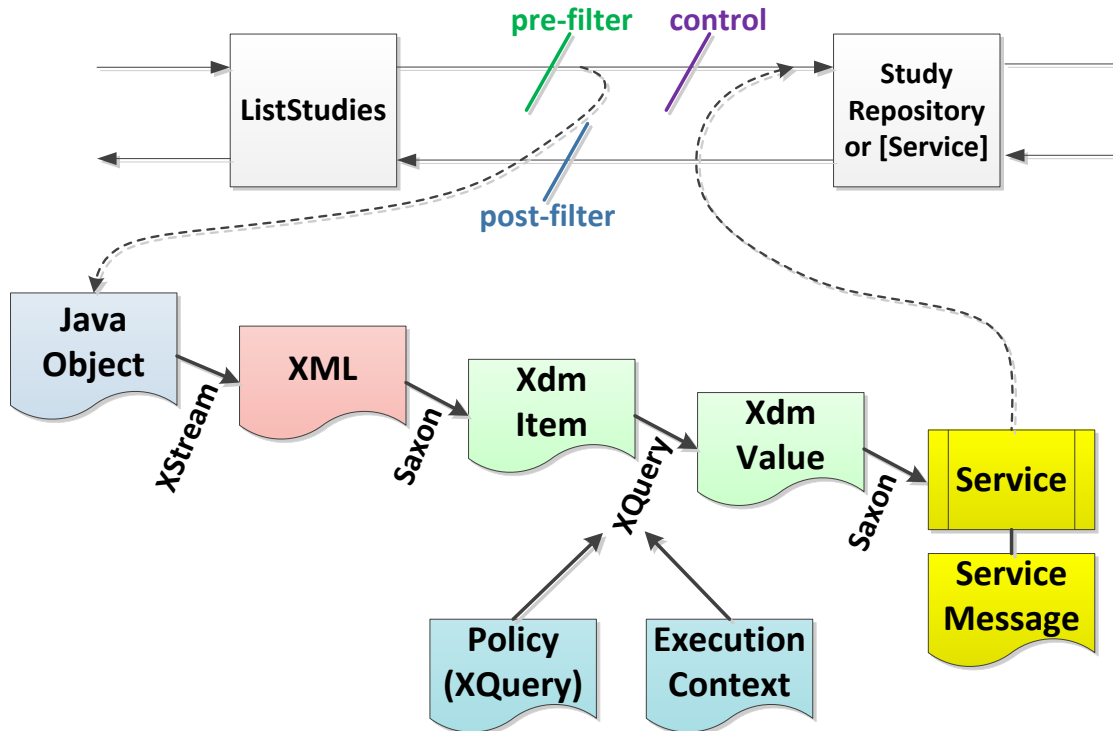 pre-filter
control
ListStudies
Study
Repository
or [Service]
post-filter
Java
Object
XStream
XML
Saxon
Xdm
Item
XQuery
Xdm
Value
Saxon
Service
Service
Message
Policy
(XQuery)
Execution
Context